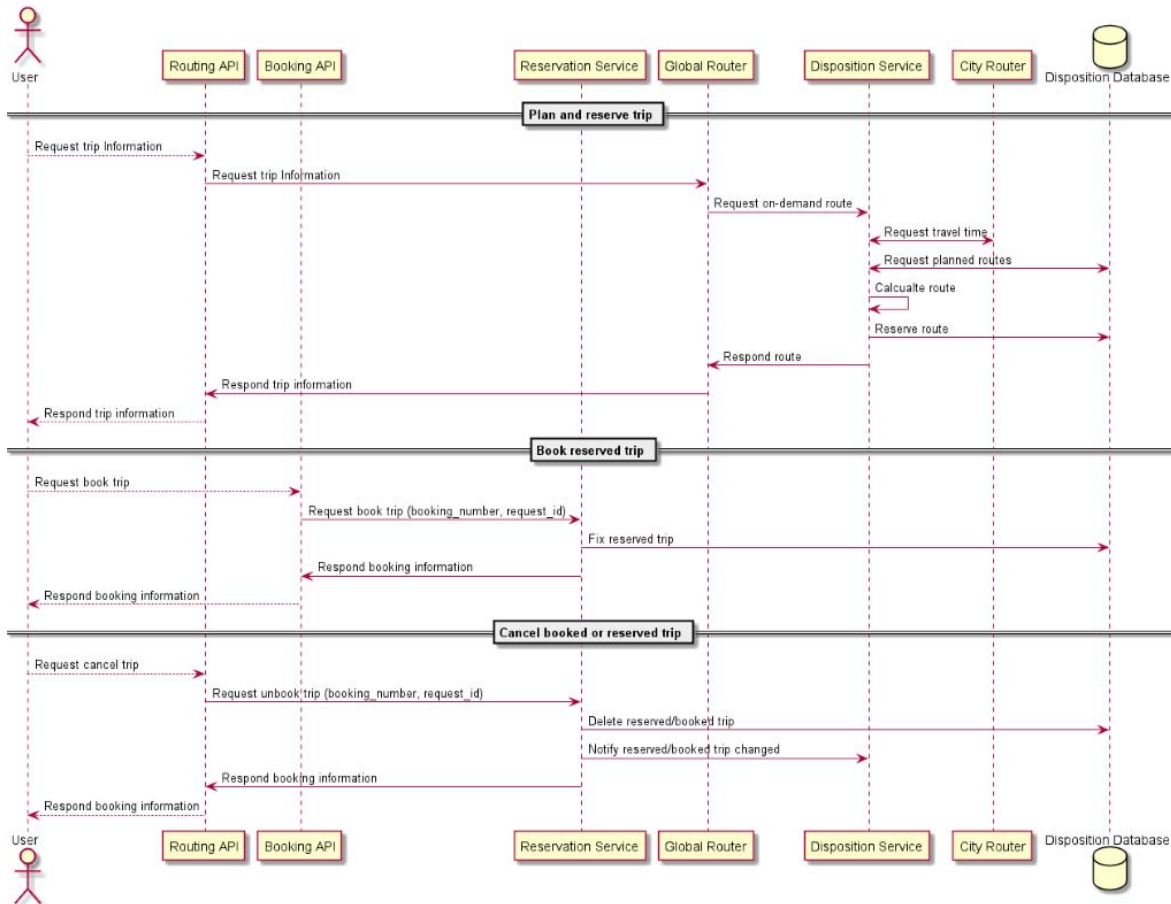 User
Routing API
Booking API
Reservation Service
Global Router
Disposition Service
City Router
Disposition Database
Plan and reserve trip
Request trip Information
Request trip Information
Request on-demand route
Request travel time
Request planned routes
Calcualte route
Reserve route
Respond route
Respond trip information
Respond trip information
Book reserved trip
Request book trip
Request book trip (booking_number, request_id)
Fix reserved trip
Respond booking information
Respond booking information
Cancel booked or reserved trip
Request cancel trip
Request unbook trip (booking_number, request_id)
Delete reserved/booked trip
Notify reserved/booked trip changed
Respond booking information
Respond booking information
User
Routing API
Booking API
Reservation Service
Global Router
Disposition Service
City Router
Disposition Database